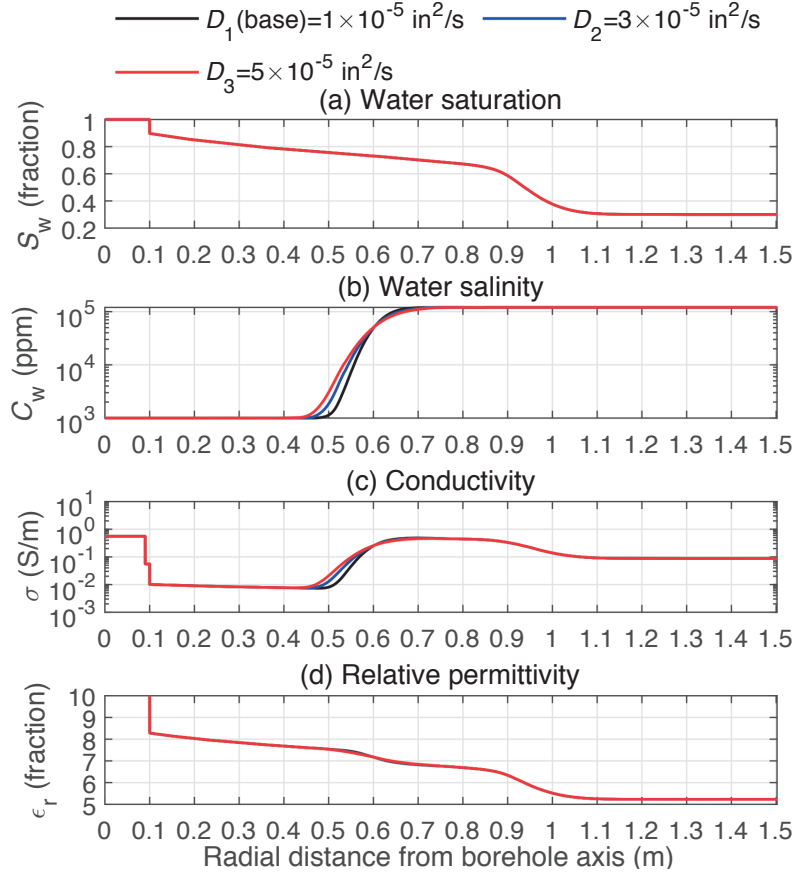 D₁(base)=1×10⁻⁵ in²/s D₂=3×10⁻⁵ in²/s
D₃=5×10⁻⁵ in²/s
(a) Water saturation
1
0.8
0.6
0.4
0.2
S_w (fraction)
0 0.1 0.2 0.3 0.4 0.5 0.6 0.7 0.8 0.9 1 1.1 1.2 1.3 1.4 1.5
(b) Water salinity
10⁵
10⁴
10³
C_w (ppm)
0 0.1 0.2 0.3 0.4 0.5 0.6 0.7 0.8 0.9 1 1.1 1.2 1.3 1.4 1.5
(c) Conductivity
10¹
10⁰
10⁻¹
10⁻²
10⁻³
σ (S/m)
0 0.1 0.2 0.3 0.4 0.5 0.6 0.7 0.8 0.9 1 1.1 1.2 1.3 1.4 1.5
(d) Relative permittivity
10
9
8
7
6
5
ϵ_r (fraction)
0 0.1 0.2 0.3 0.4 0.5 0.6 0.7 0.8 0.9 1 1.1 1.2 1.3 1.4 1.5
Radial distance from borehole axis (m)